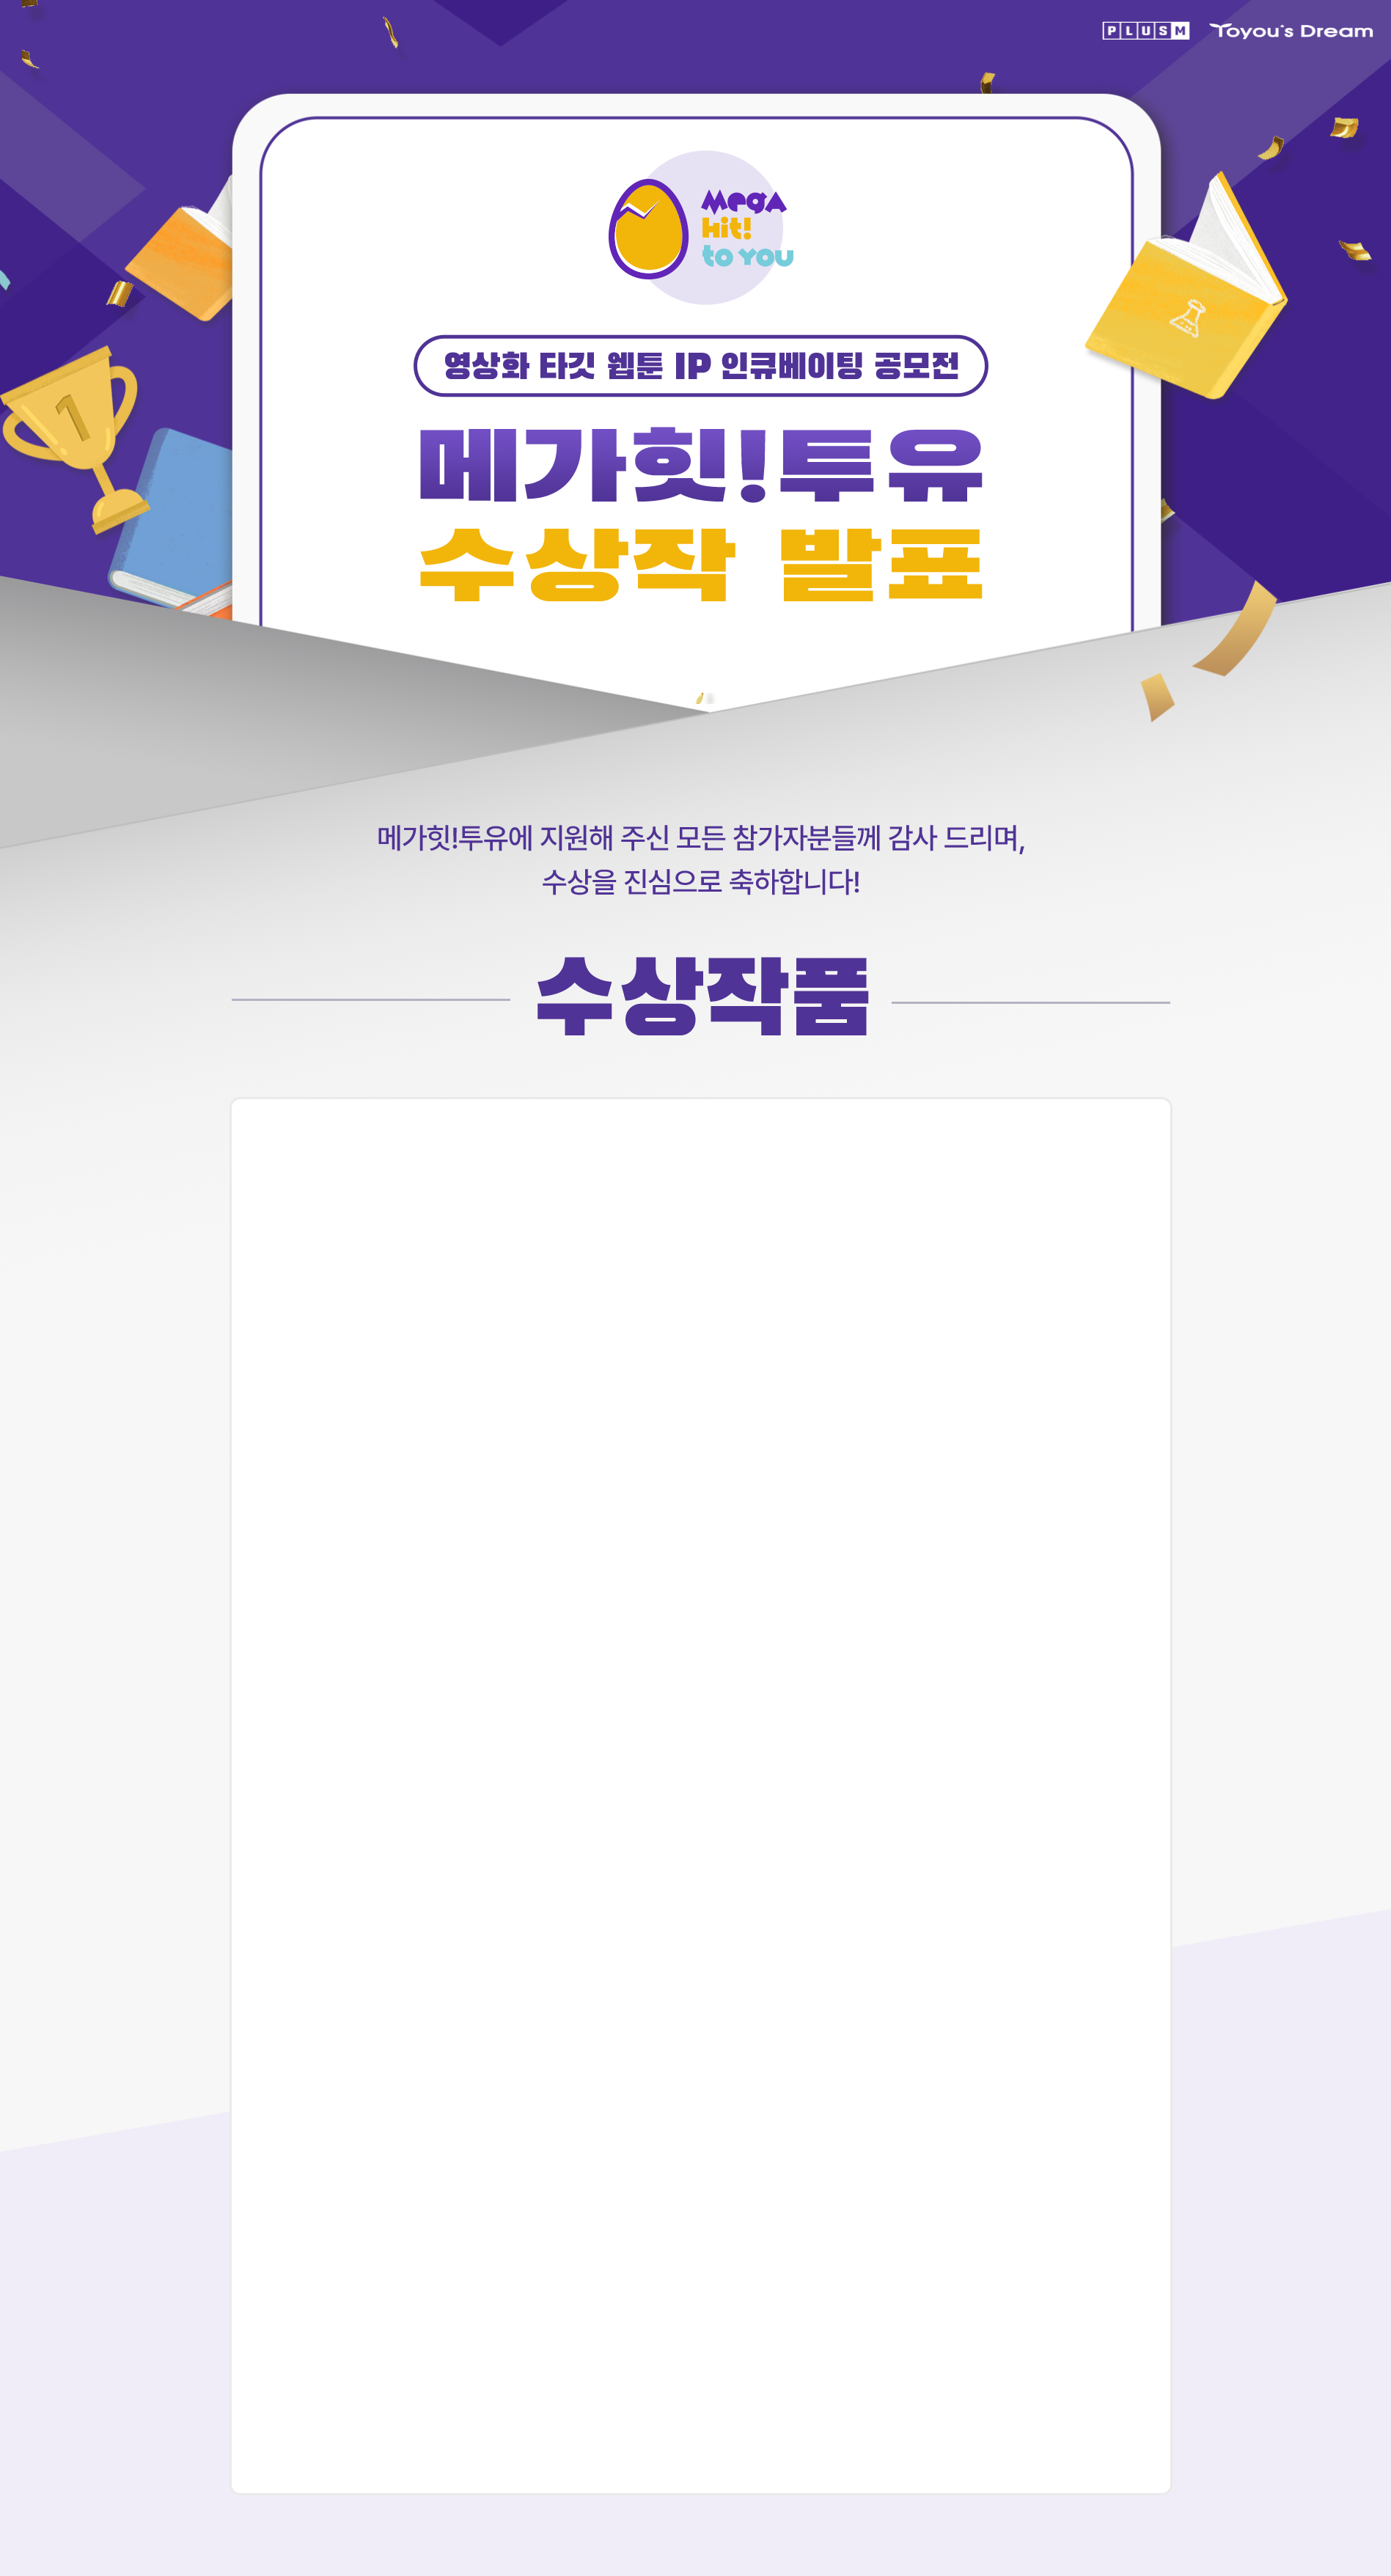 PLUSM Toyou's Dream
MegA
hit!
to You
영상화 타깃 웹툰 IP 인큐베이팅 공모전
메가힛!투유
수상작 발표
1
메가힛!투유에 지원해 주신 모든 참가자분들께 감사 드리며,
수상을 진심으로 축하합니다!
수상작품